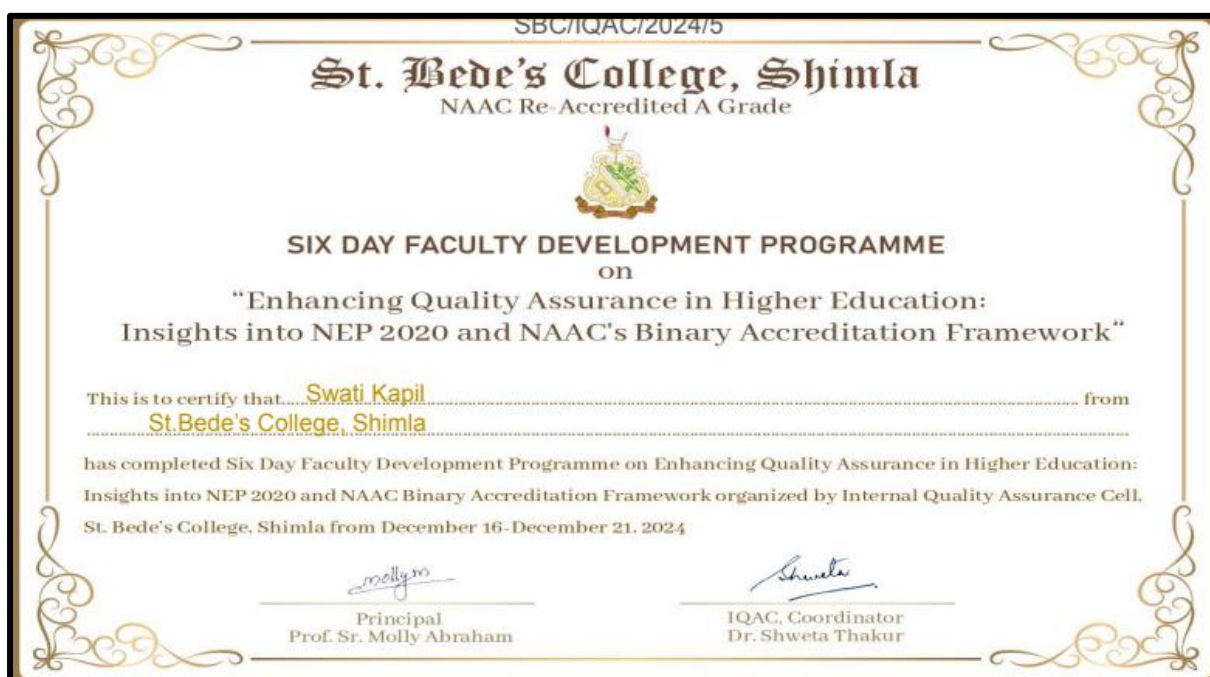 SBC/IQAC/2024/5
St. Bede's College, Shimla
NAAC Re-Accredited A Grade
SIX DAY FACULTY DEVELOPMENT PROGRAMME
on
“Enhancing Quality Assurance in Higher Education:
Insights into NEP 2020 and NAAC's Binary Accreditation Framework“
This is to certify that Swati Kapil from
St.Bede's College, Shimla
has completed Six Day Faculty Development Programme on Enhancing Quality Assurance in Higher Education:
Insights into NEP 2020 and NAAC Binary Accreditation Framework organized by Internal Quality Assurance Cell,
St. Bede's College, Shimla from December 16-December 21, 2024
mollym Shweta
Principal IQAC, Coordinator
Prof. Sr. Molly Abraham Dr. Shweta Thakur